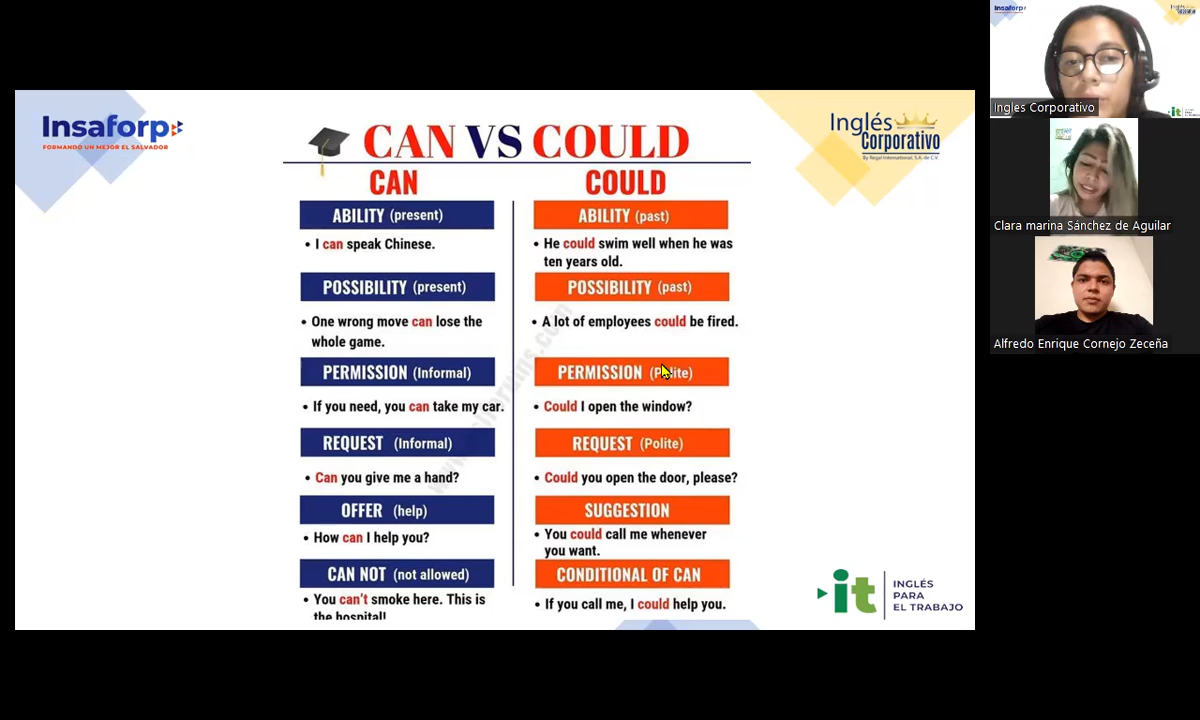 Insaforp
FORMANDO UN MEJOR EL SALVADOR
CAN VS COULD
Inglés
Corporativo
By Regal International, S.A. de C.V.
CAN
ABILITY (present)
• I can speak Chinese.
POSSIBILITY (present)
• One wrong move can lose the
whole game.
PERMISSION (Informal)
• If you need, you can take my car.
REQUEST (Informal)
• Can you give me a hand?
OFFER (help)
• How can I help you?
CAN NOT (not allowed)
• You can't smoke here. This is
the hospital!
COULD
ABILITY (past)
• He could swim well when he was
ten years old.
POSSIBILITY (past)
• A lot of employees could be fired.
PERMISSION (Polite)
• Could I open the window?
REQUEST (Polite)
• Could you open the door, please?
SUGGESTION
• You could call me whenever
you want.
CONDITIONAL OF CAN
• If you call me, I could help you.
it
INGLÉS
PARA
EL TRABAJO
Insaforp
Inglés
Corporativo
it
Ingles Corporativo
Clara marina Sánchez de Aguilar
Alfredo Enrique Cornejo Zeceña